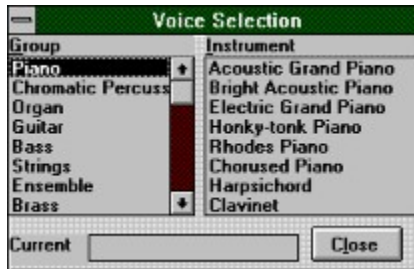 Voice Selection
Group
Piano
Chromatic Percuss
Organ
Guitar
Bass
Strings
Ensemble
Brass
Instrument
Acoustic Grand Piano
Bright Acoustic Piano
Electric Grand Piano
Honky-tonk Piano
Rhodes Piano
Chorused Piano
Harpsichord
Clavinet
Current
Close